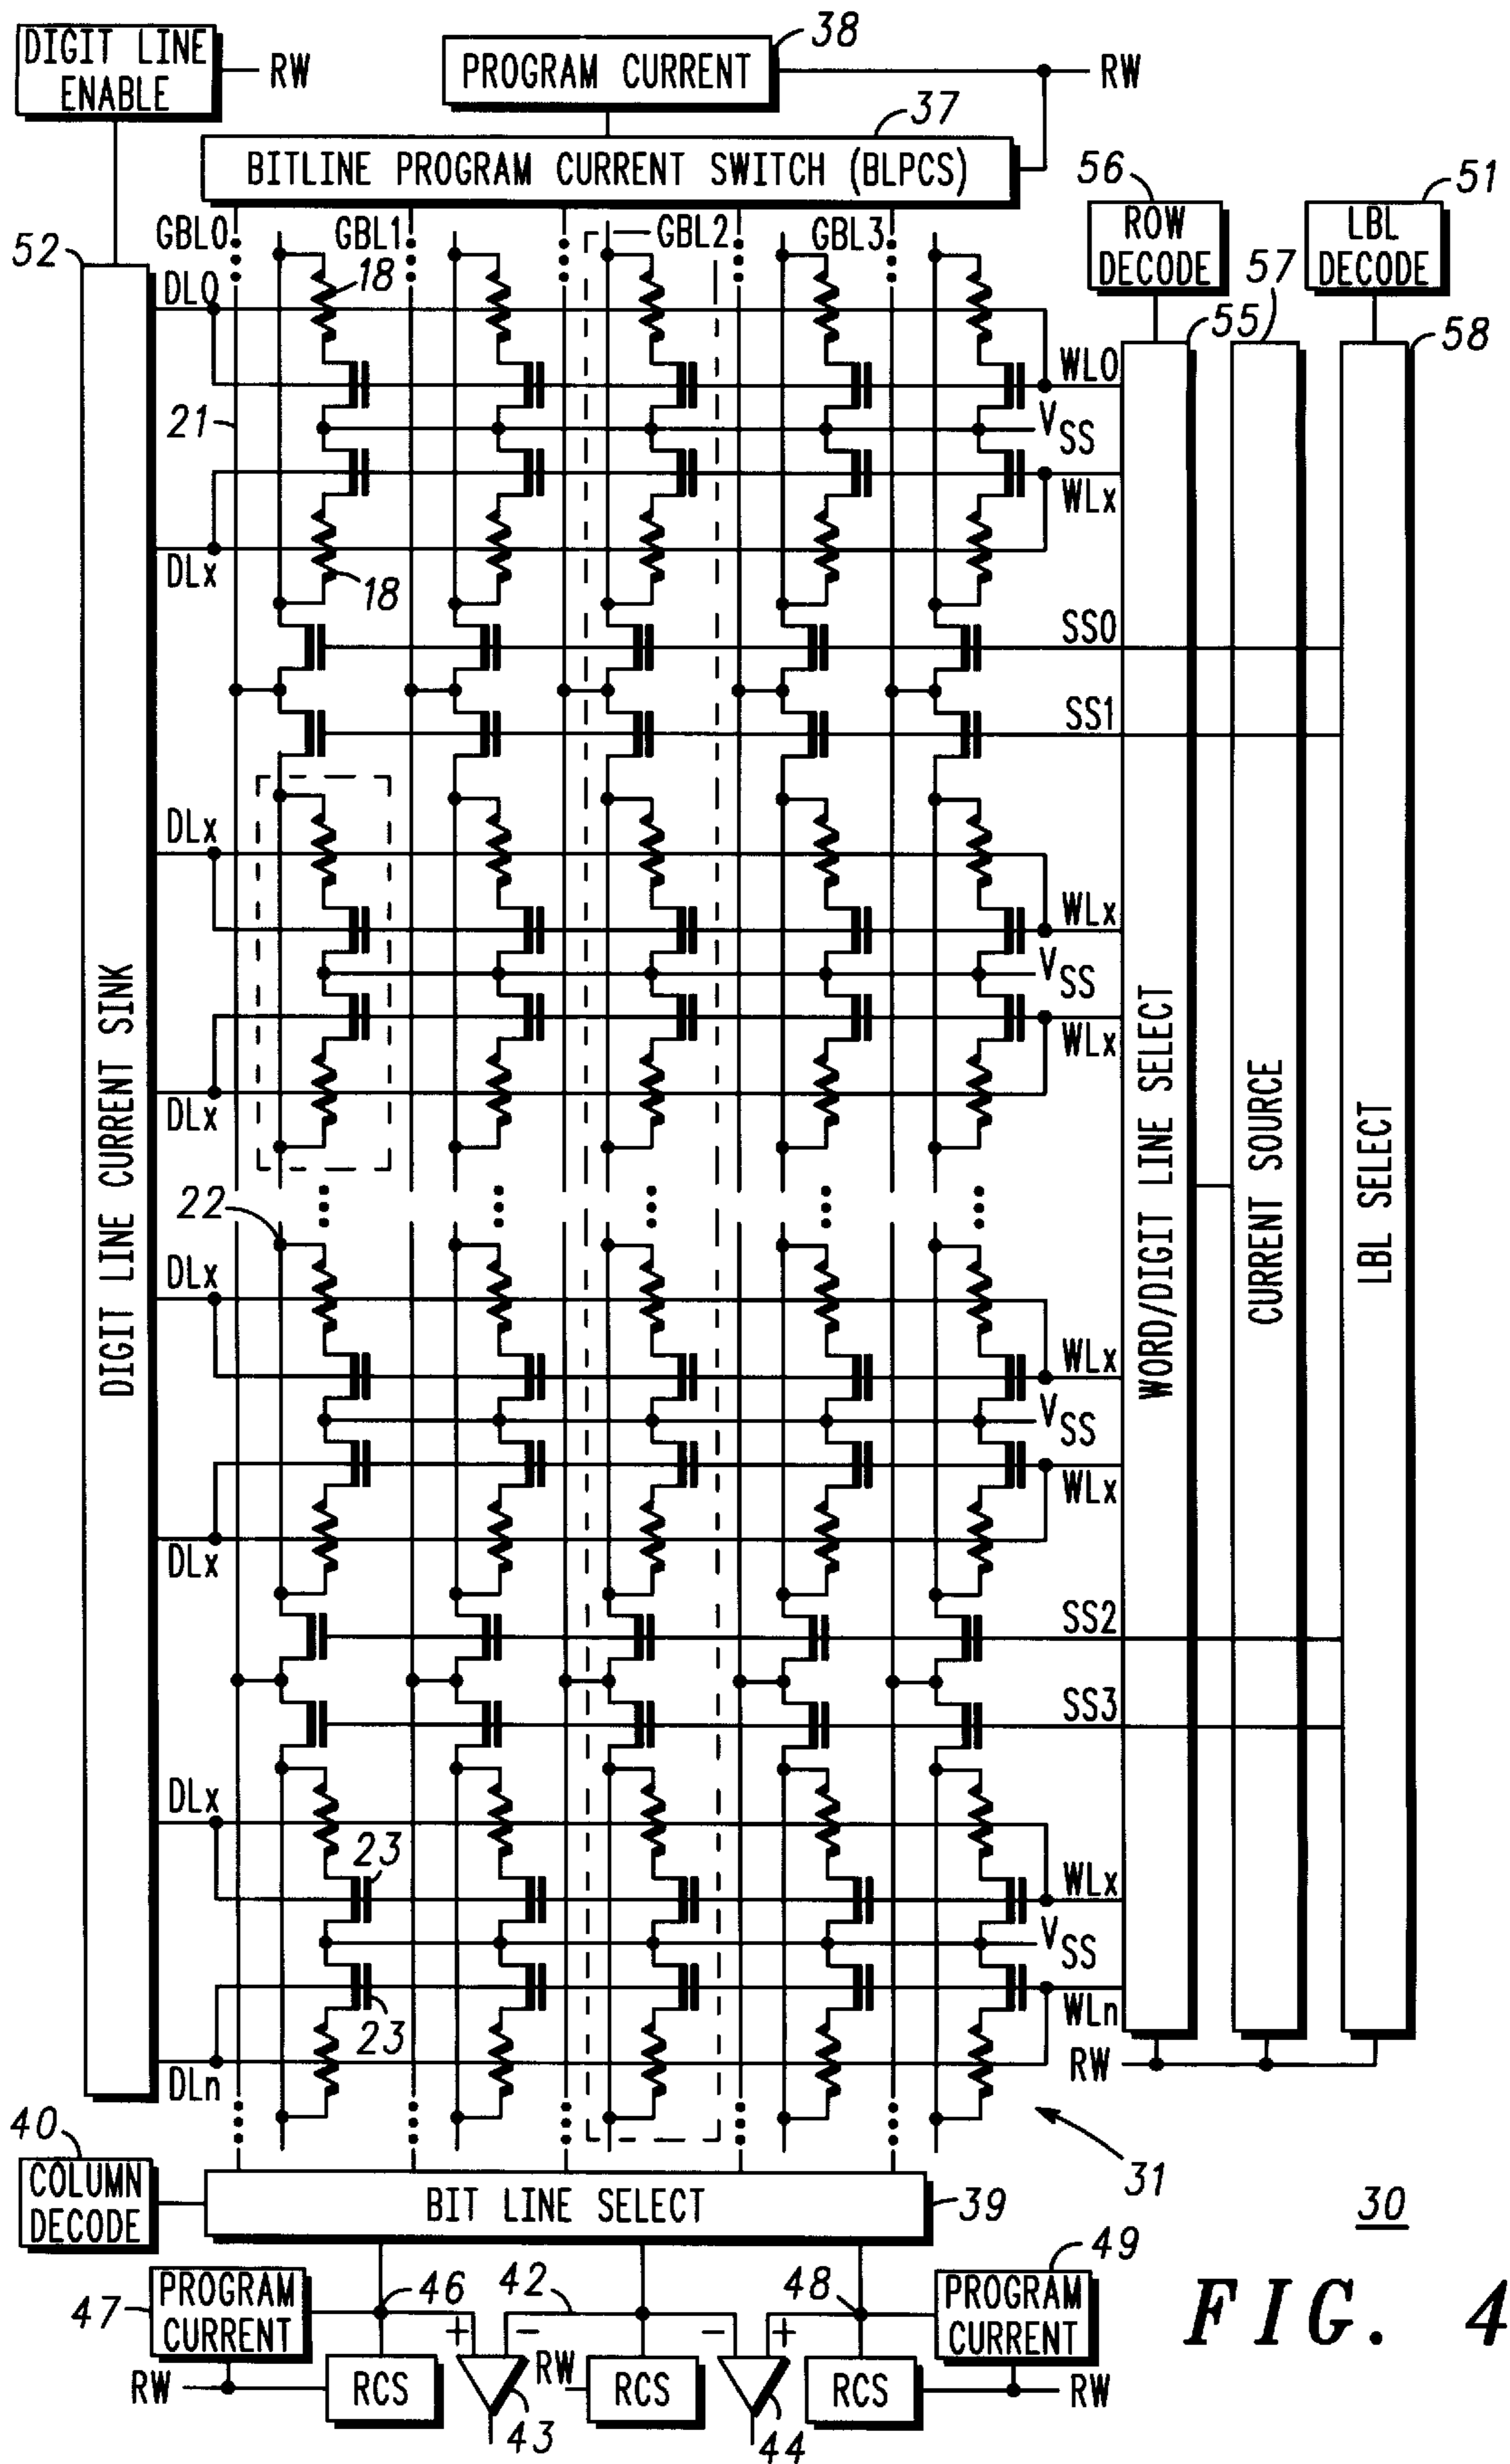 DIGIT LINE
ENABLE
RW
PROGRAM CURRENT
38
RW
37
BITLINE PROGRAM CURRENT SWITCH (BLPCS)
56
51
52
GBL0
GBL1
GBL2
GBL3
ROW
DECODE
LBL
DECODE
57
DL0
18
55
58
WL0
21
VSS
WLx
DLx
18
SS0
SS1
DLx
WLx
VSS
WLx
DLx
DIGIT LINE CURRENT SINK
WORD/DIGIT LINE SELECT
CURRENT SOURCE
LBL SELECT
22
DLx
WLx
VSS
WLx
DLx
SS2
SS3
DLx
23
WLx
VSS
23
WLn
DLn
RW
40
31
COLUMN
DECODE
BIT LINE SELECT
39
30
49
PROGRAM
CURRENT
47
46
42
48
PROGRAM
CURRENT
+
-
-
+
FIG. 4
RW
RCS
RW
RCS
RCS
RW
43
44